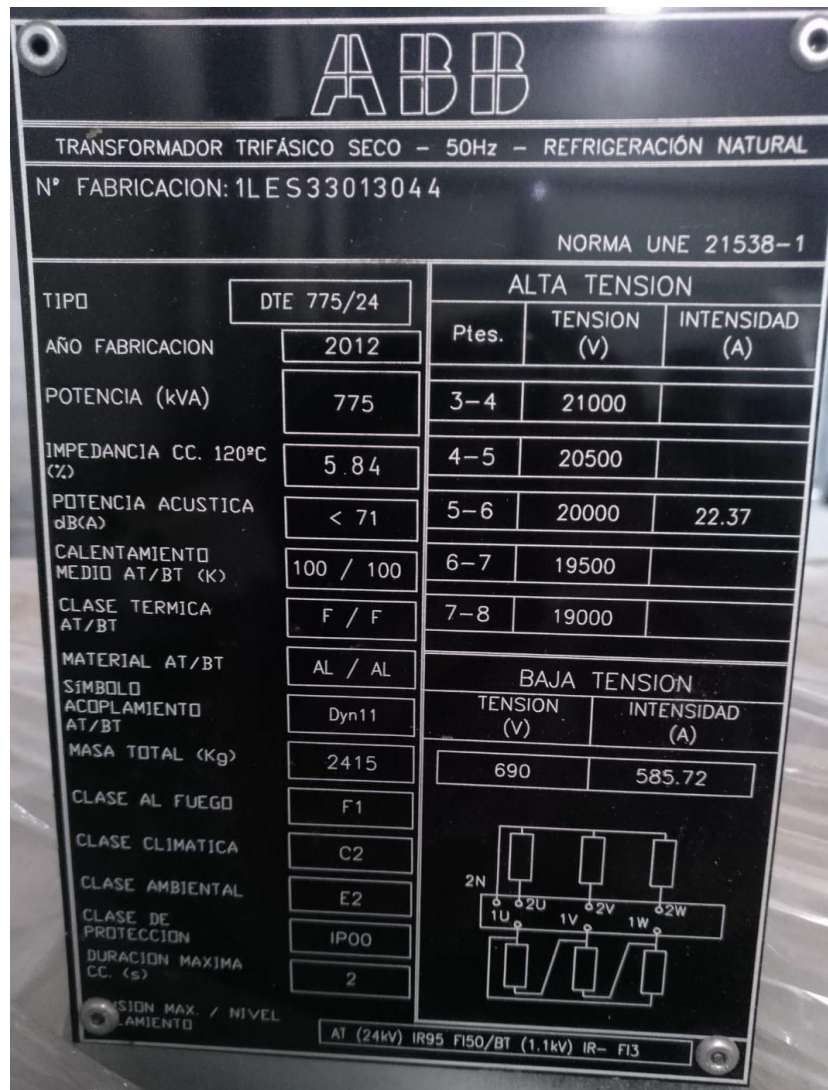 ABB
TRANSFORMADOR TRIFÁSICO SECO – 50Hz – REFRIGERACIÓN NATURAL
Nº FABRICACION: 1LES33013044
NORMA UNE 21538-1
TIPO DTE 775/24
AÑO FABRICACION 2012
POTENCIA (kVA) 775
IMPEDANCIA CC. 120ºC
(%) 5.84
POTENCIA ACUSTICA
dB(A) < 71
CALENTAMIENTO
MEDIO AT/BT (K) 100 / 100
CLASE TERMICA
AT/BT F / F
MATERIAL AT/BT AL / AL
SíMBOLO
ACOPLAMIENTO
AT/BT Dyn11
MASA TOTAL (Kg) 2415
CLASE AL FUEGO F1
CLASE CLIMATICA C2
CLASE AMBIENTAL E2
CLASE DE
PROTECCION IP00
DURACION MAXIMA
CC. (s) 2
MAX. / NIVEL
AT (24kV) IR95 FI50/BT (1.1kV) IR- FI3
ALTA TENSION
Ptes. TENSION (V) INTENSIDAD (A)
3-4 21000
4-5 20500
5-6 20000 22.37
6-7 19500
7-8 19000
BAJA TENSION
TENSION (V) INTENSIDAD (A)
690 585.72
2N 2U 2V 2W
1U 1V 1W